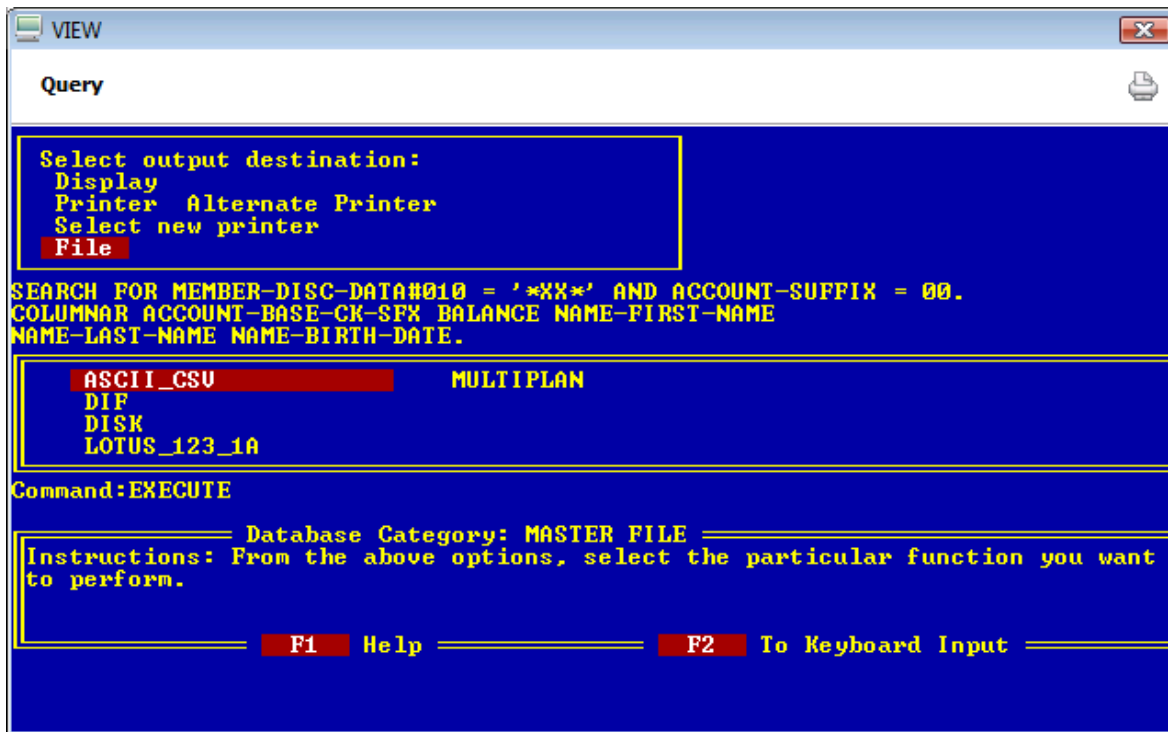 VIEW
Query
Select output destination:
Display
Printer Alternate Printer
Select new printer
File
SEARCH FOR MEMBER-DISC-DATA#010 = '*XX*' AND ACCOUNT-SUFFIX = 00.
COLUMNAR ACCOUNT-BASE-CK-SFX BALANCE NAME-FIRST-NAME
NAME-LAST-NAME NAME-BIRTH-DATE.
ASCII_CSV MULTIPLAN
DIF
DISK
LOTUS_123_1A
Command:EXECUTE
Database Category: MASTER FILE
Instructions: From the above options, select the particular function you want
to perform.
F1 Help F2 To Keyboard Input